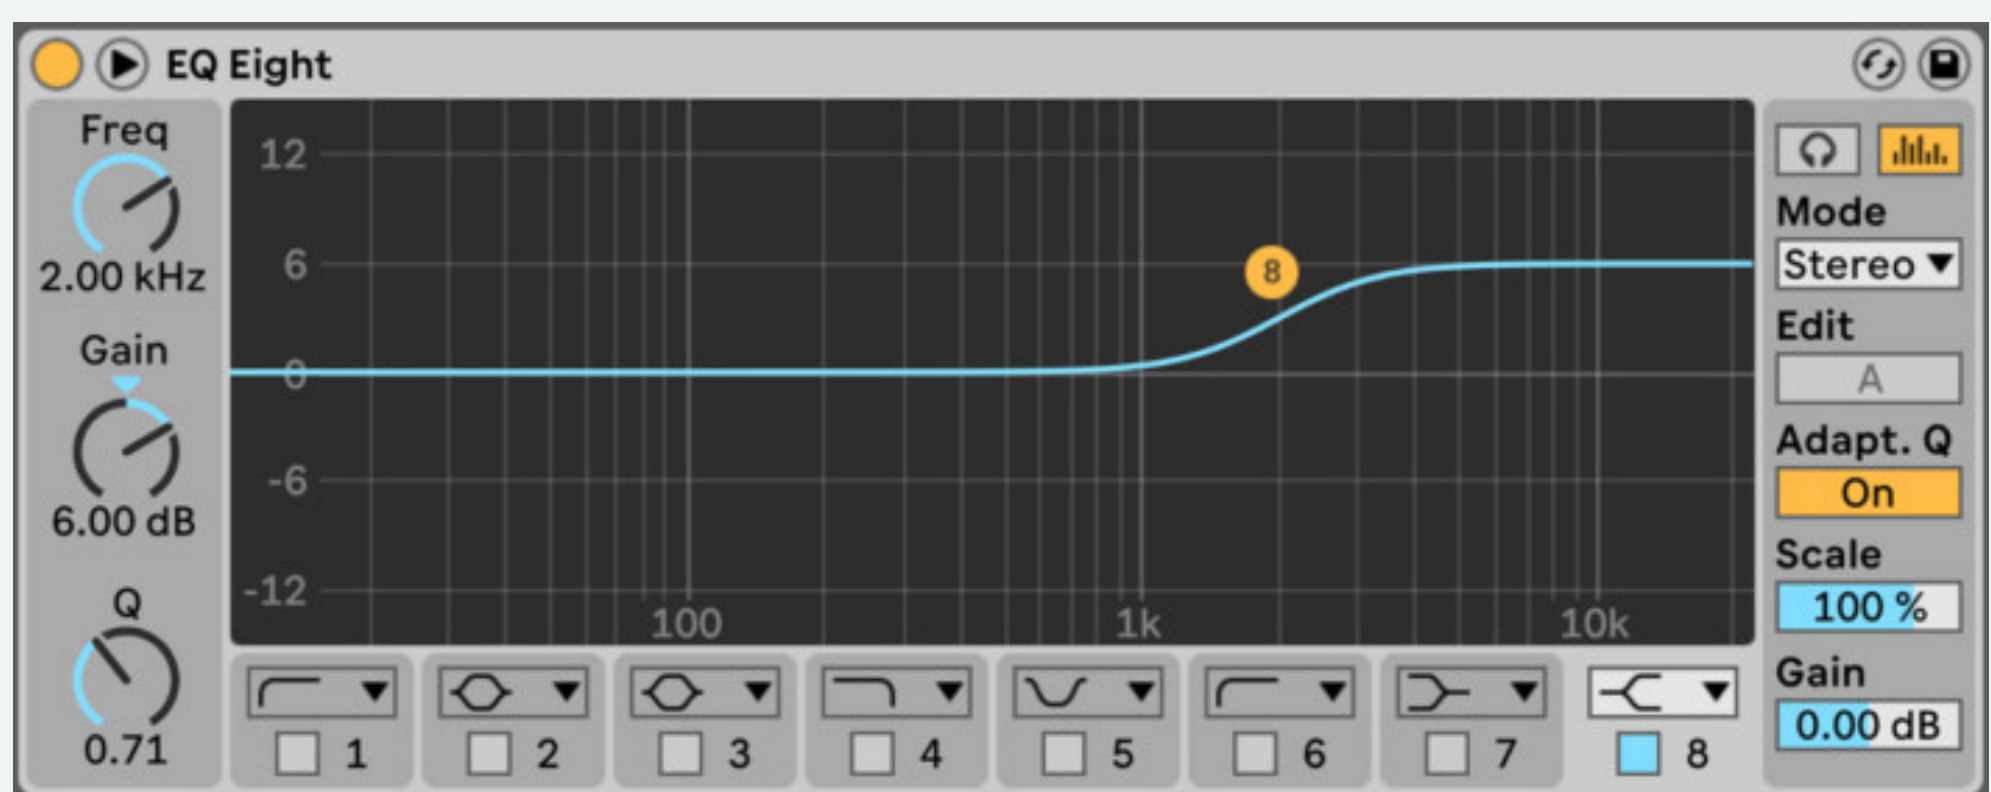 EQ Eight
Freq
2.00 kHz
Gain
6.00 dB
Q
0.71
12
6
0
-6
-12
100
1k
10k
8
1
2
3
4
5
6
7
8
Mode
Stereo
Edit
A
Adapt. Q
On
Scale
100 %
Gain
0.00 dB